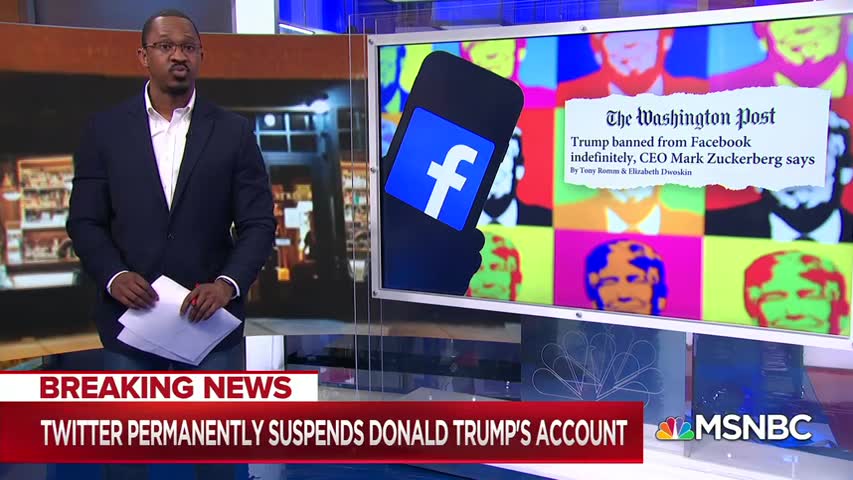 The Washington Post
Trump banned from Facebook
indefinitely, CEO Mark Zuckerberg says
By Tony Romm & Elizabeth Dwoskin
f
BREAKING NEWS
TWITTER PERMANENTLY SUSPENDS DONALD TRUMP'S ACCOUNT
MSNBC